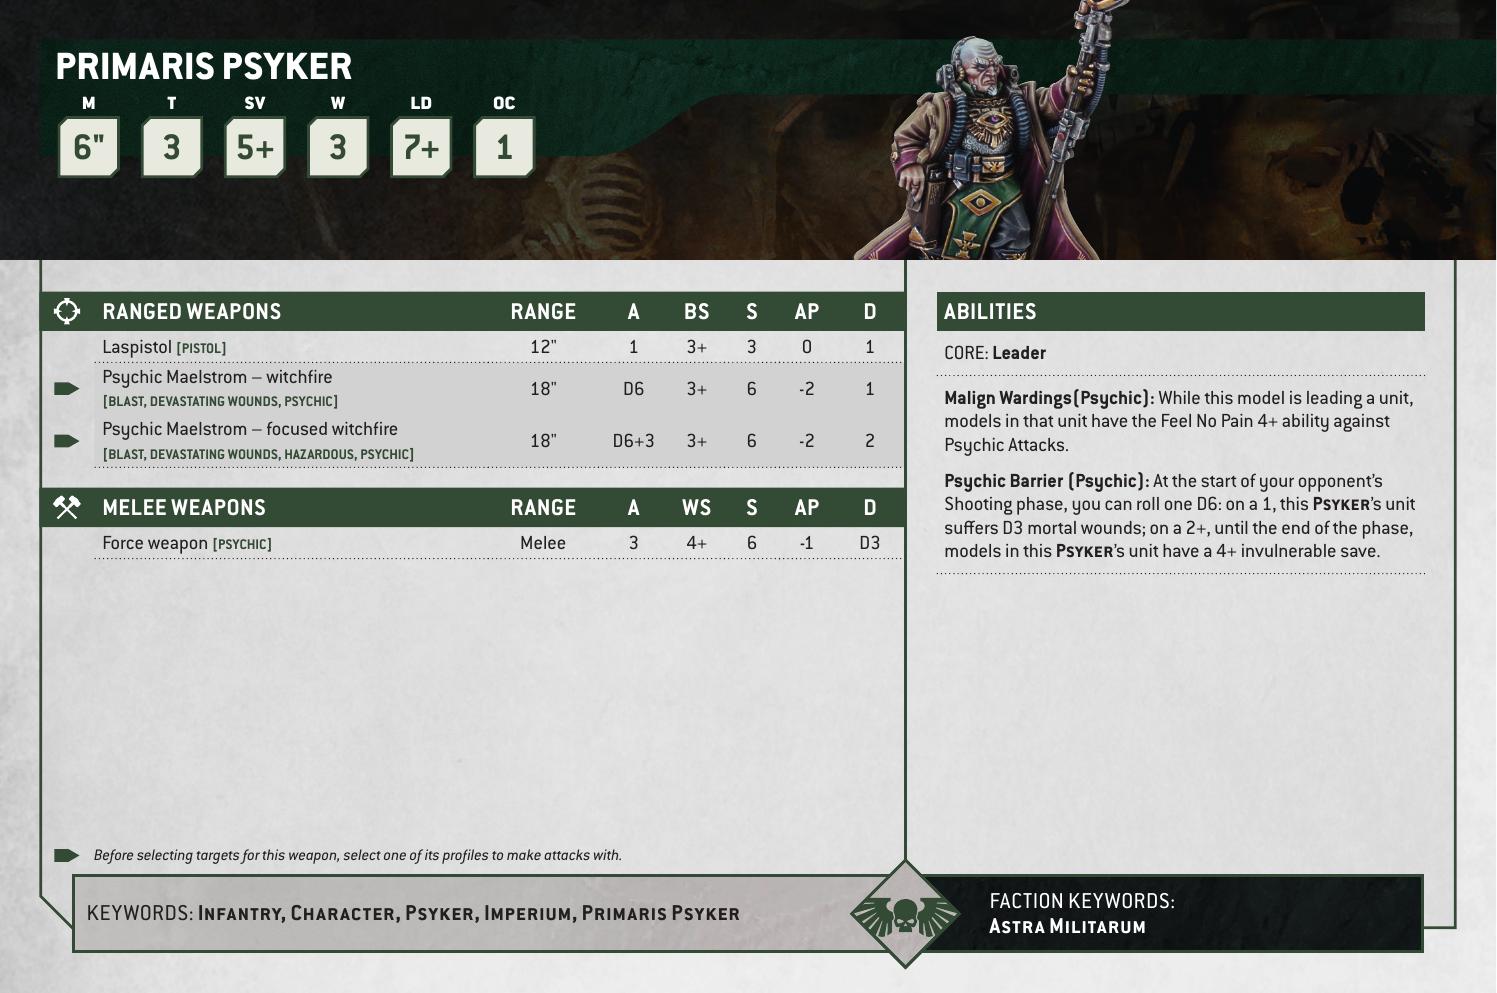 PRIMARIS PSYKER
M T SV W LD OC
6" 3 5+ 3 7+ 1
RANGED WEAPONS RANGE A BS S AP D
Laspistol [PISTOL] 12" 1 3+ 3 0 1
Psychic Maelstrom – witchfire
[BLAST, DEVASTATING WOUNDS, PSYCHIC] 18" D6 3+ 6 -2 1
Psychic Maelstrom – focused witchfire
[BLAST, DEVASTATING WOUNDS, HAZARDOUS, PSYCHIC] 18" D6+3 3+ 6 -2 2
MELEE WEAPONS RANGE A WS S AP D
Force weapon [PSYCHIC] Melee 3 4+ 6 -1 D3
Before selecting targets for this weapon, select one of its profiles to make attacks with.
ABILITIES
CORE: Leader
Malign Wardings(Psychic): While this model is leading a unit,
models in that unit have the Feel No Pain 4+ ability against
Psychic Attacks.
Psychic Barrier (Psychic): At the start of your opponent's
Shooting phase, you can roll one D6: on a 1, this PSYKER's unit
suffers D3 mortal wounds; on a 2+, until the end of the phase,
models in this PSYKER's unit have a 4+ invulnerable save.
KEYWORDS: INFANTRY, CHARACTER, PSYKER, IMPERIUM, PRIMARIS PSYKER
FACTION KEYWORDS:
ASTRA MILITARUM